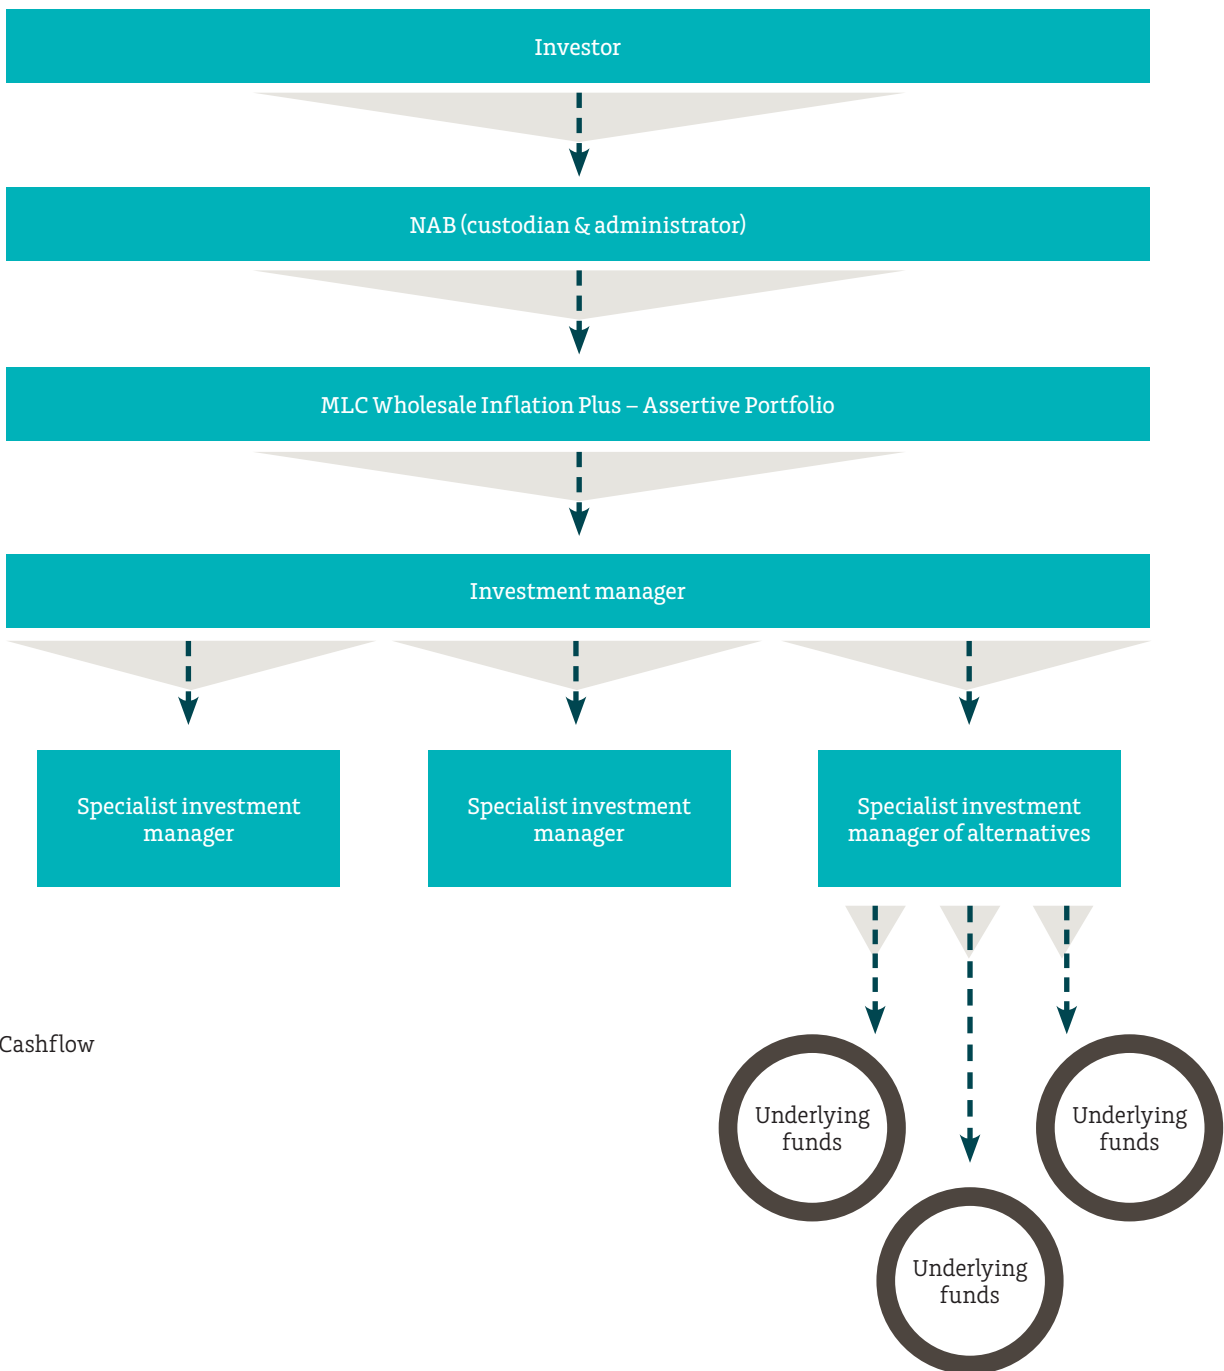 Investor
NAB (custodian & administrator)
MLC Wholesale Inflation Plus – Assertive Portfolio
Investment manager
Specialist investment
manager
Specialist investment
manager
Specialist investment
manager of alternatives
Cashflow
Underlying
funds
Underlying
funds
Underlying
funds